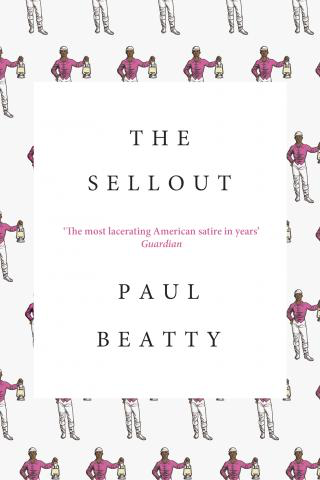 THE
SELLOUT
'The most lacerating American satire in years'
Guardian
PAUL
BEATTY